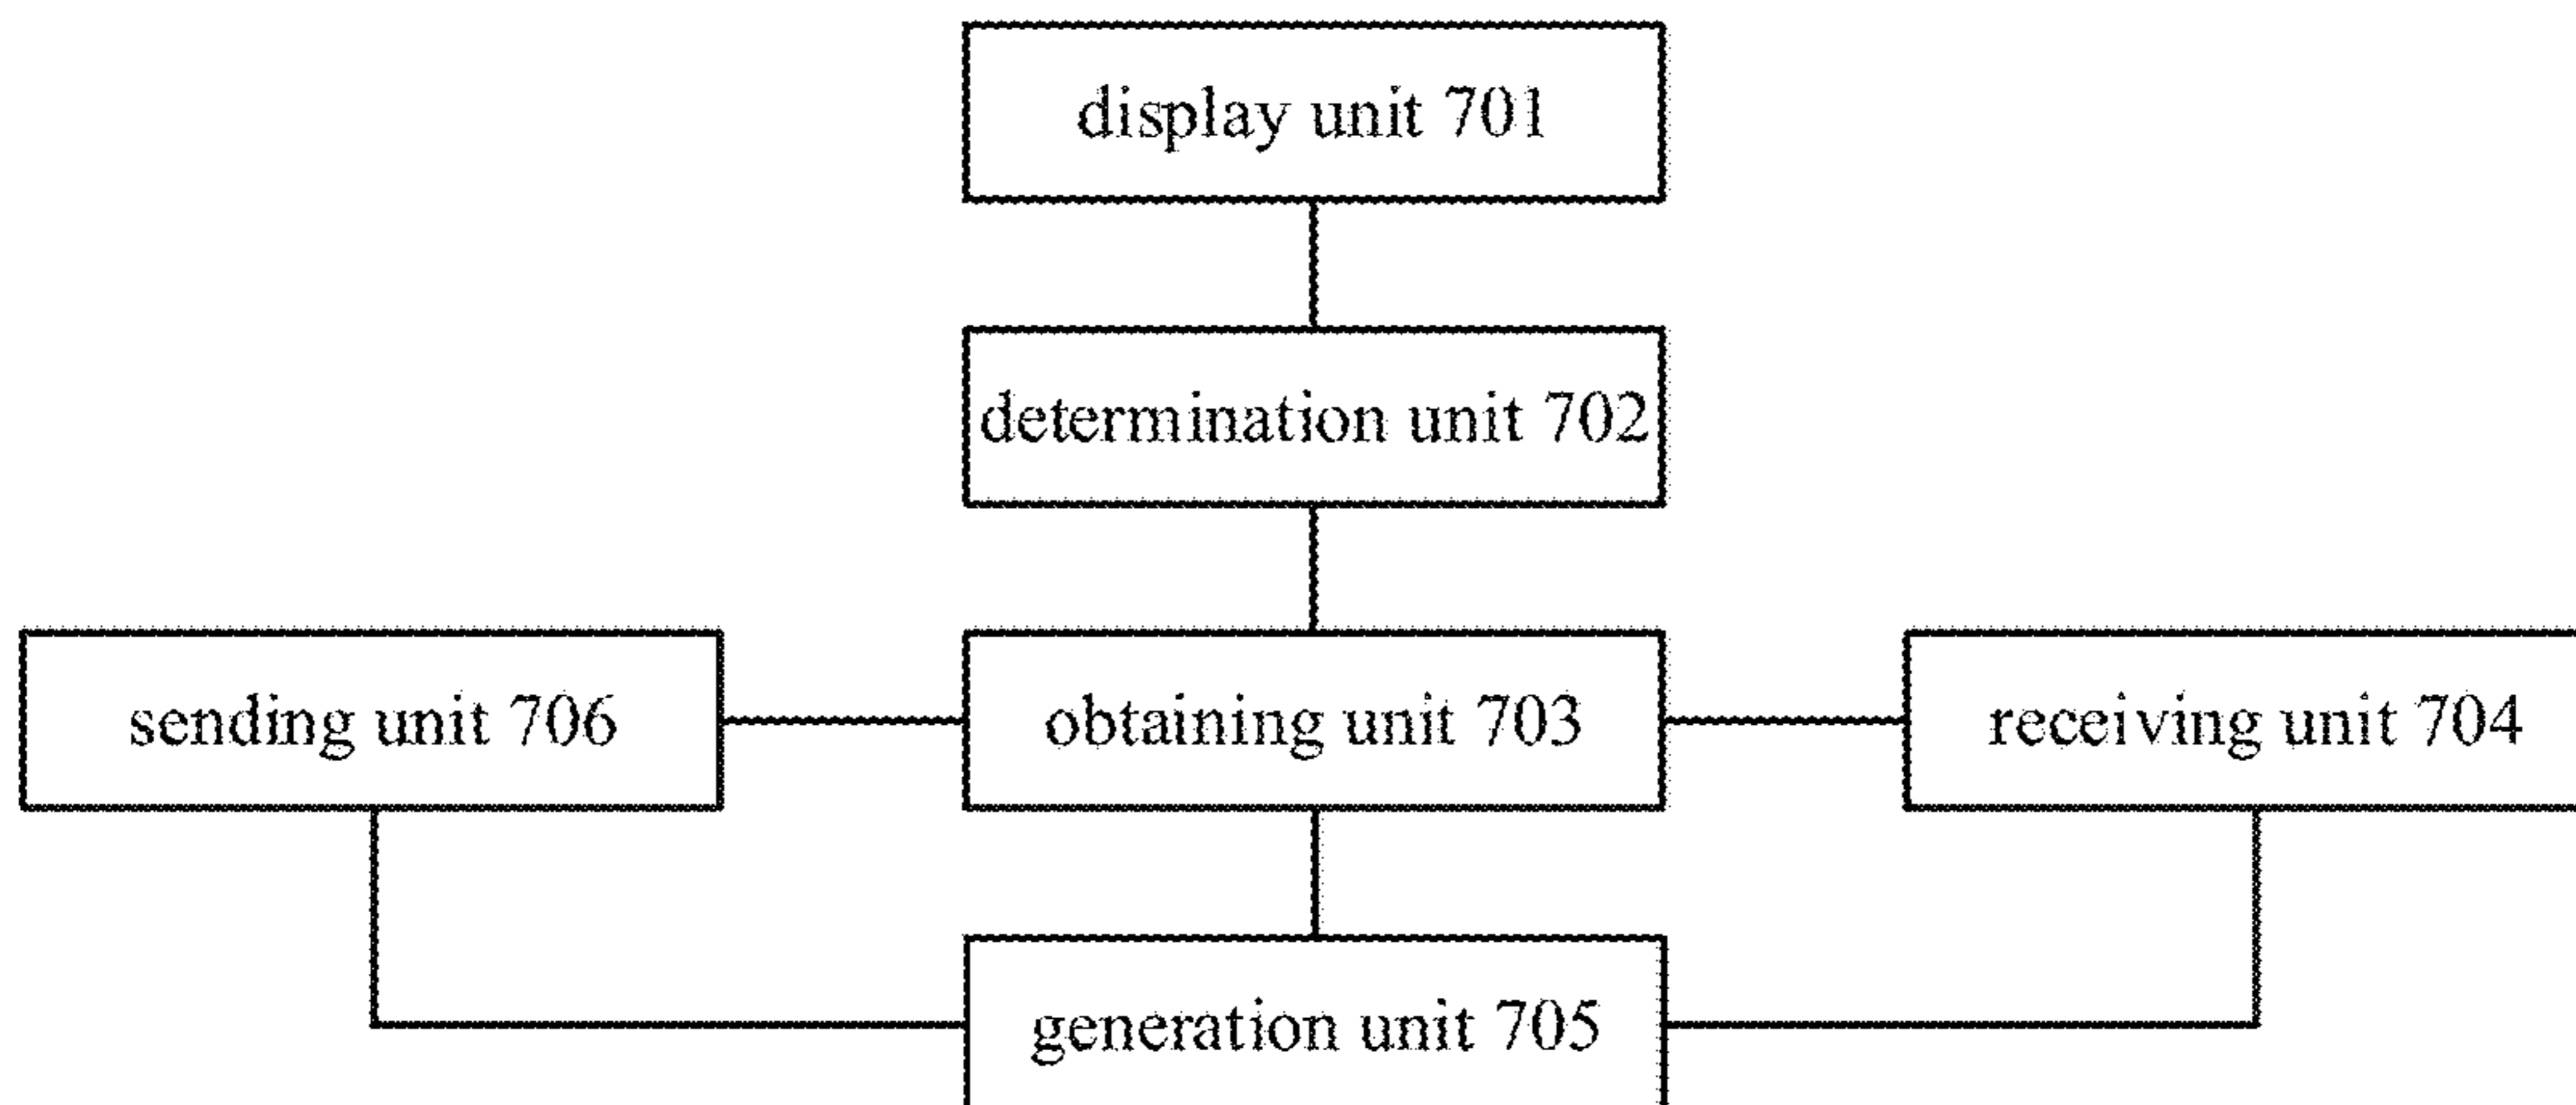 display unit 701
determination unit 702
sending unit 706
obtaining unit 703
receiving unit 704
generation unit 705